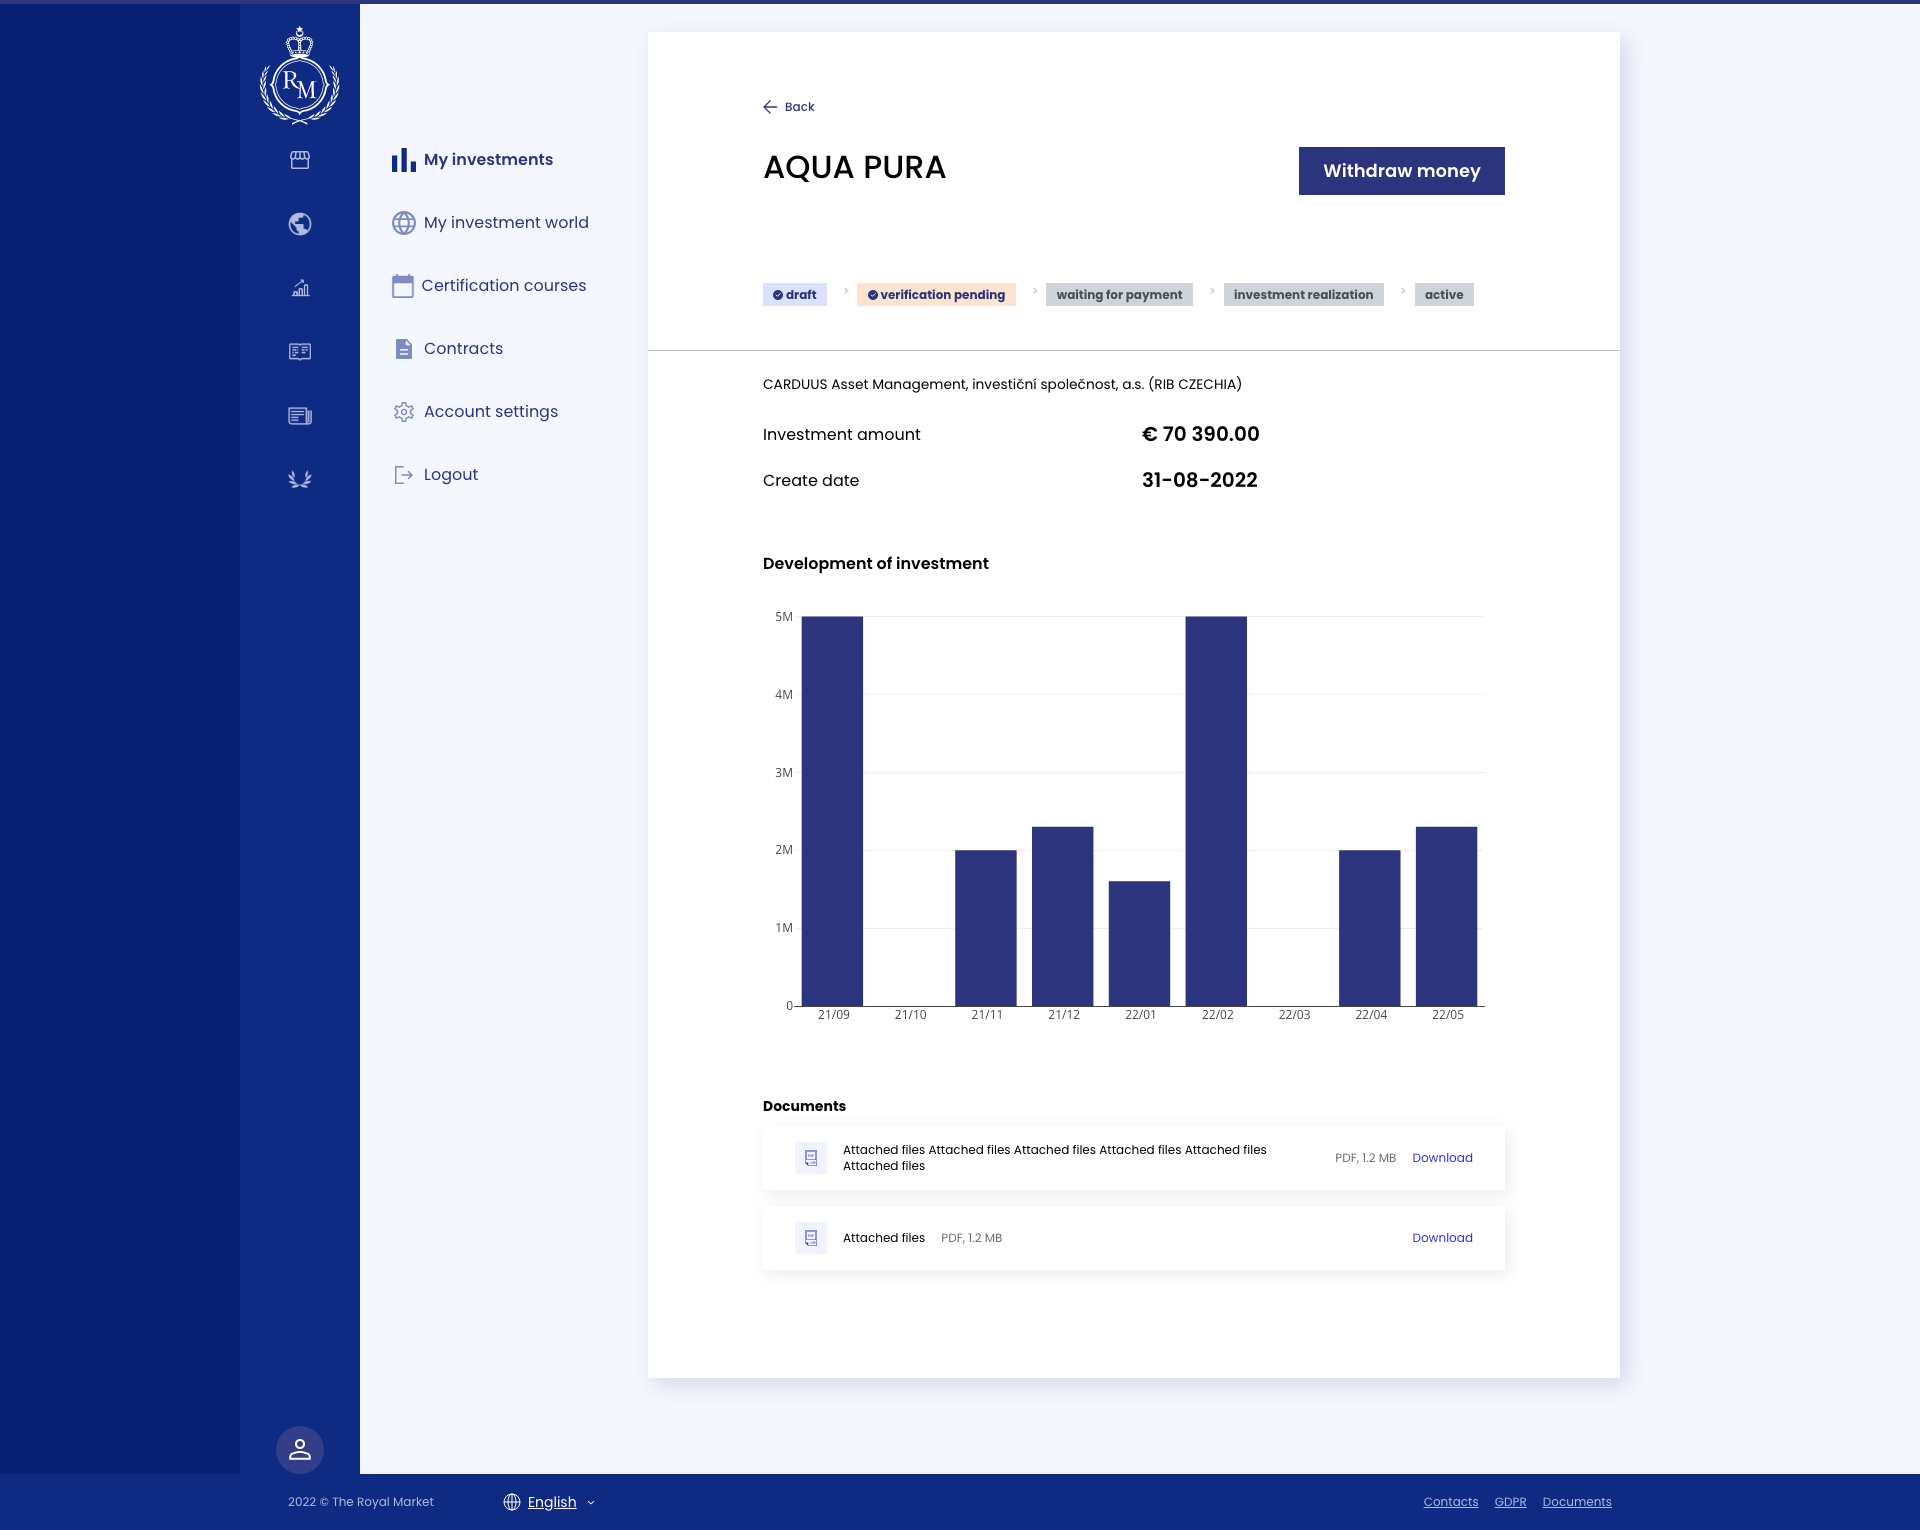 RM
← Back
AQUA PURA
Withdraw money
My investments
My investment world
Certification courses
Contracts
Account settings
Logout
draft > verification pending > waiting for payment > investment realization > active
CARDUUS Asset Management, investiční společnost, a.s. (RIB CZECHIA)
Investment amount € 70 390.00
Create date 31-08-2022
Development of investment
5M
4M
3M
2M
1M
0
21/09 21/10 21/11 21/12 22/01 22/02 22/03 22/04 22/05
Documents
Attached files Attached files Attached files Attached files Attached files
Attached files
PDF, 1.2 MB Download
Attached files PDF, 1.2 MB Download
2022 © The Royal Market English Contacts GDPR Documents